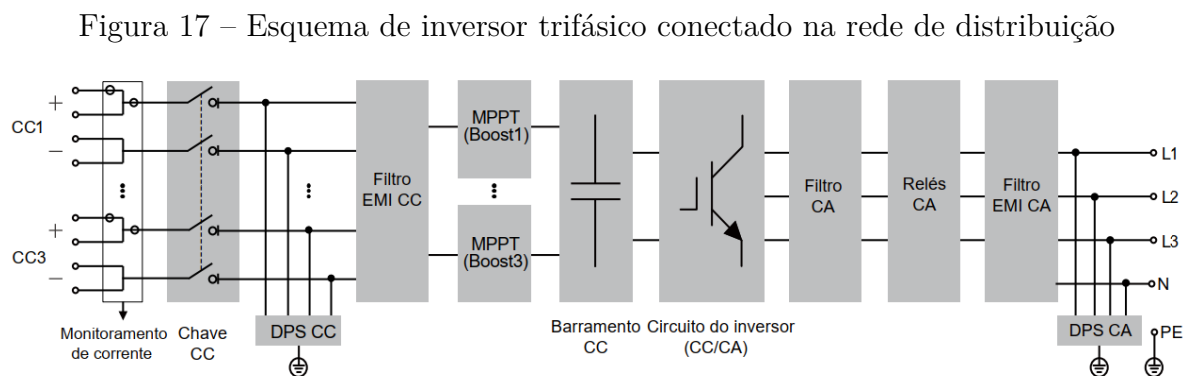 Figura 17 – Esquema de inversor trifásico conectado na rede de distribuição
CC1
+
−
CC3
+
−
Monitoramento
de corrente
Chave
CC
DPS CC
Filtro
EMI CC
MPPT
(Boost1)
MPPT
(Boost3)
Barramento
CC
Circuito do inversor
(CC/CA)
Filtro
CA
Relés
CA
Filtro
EMI CA
DPS CA
L1
L2
L3
N
PE